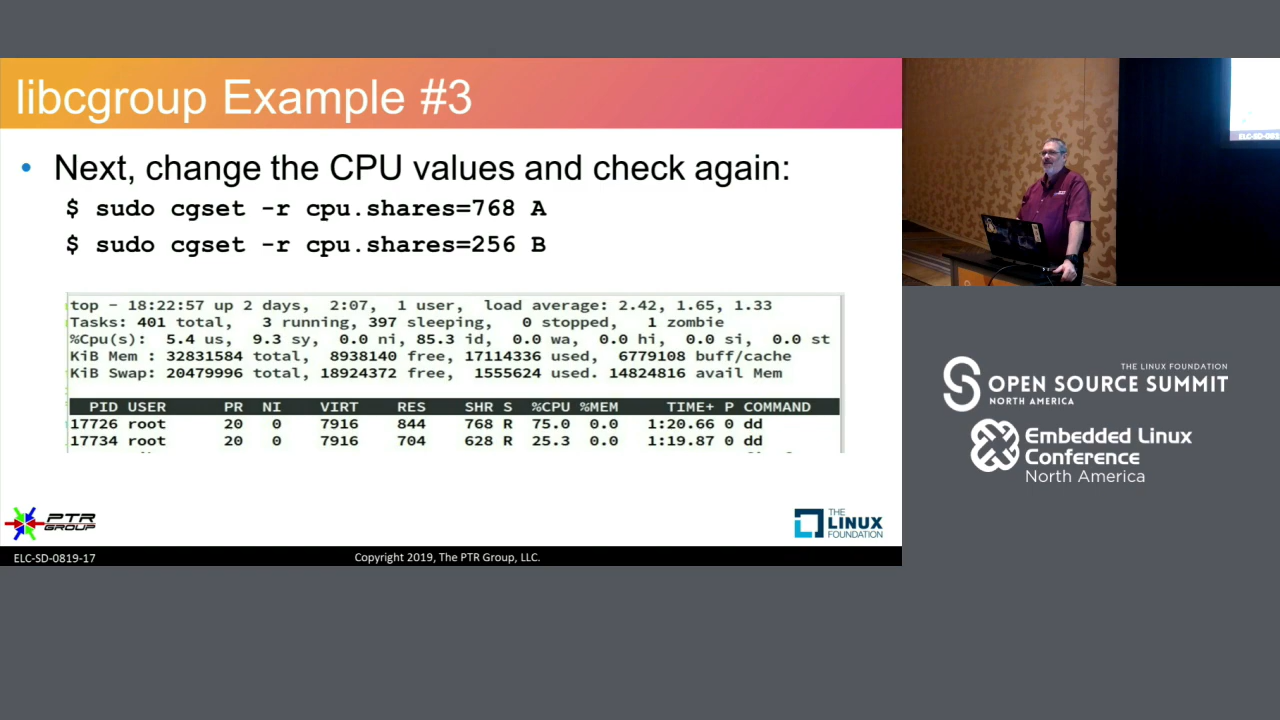 libcgroup Example #3
• Next, change the CPU values and check again:
$ sudo cgset -r cpu.shares=768 A
$ sudo cgset -r cpu.shares=256 B
top - 18:22:57 up 2 days, 2:07, 1 user, load average: 2.42, 1.65, 1.33
Tasks: 401 total, 3 running, 397 sleeping, 0 stopped, 1 zombie
%Cpu(s): 5.4 us, 9.3 sy, 0.0 ni, 85.3 id, 0.0 wa, 0.0 hi, 0.0 si, 0.0 st
KiB Mem : 32831584 total, 8938140 free, 17114336 used, 6779108 buff/cache
KiB Swap: 20479996 total, 18924372 free, 1555624 used. 14824816 avail Mem
PID USER PR NI VIRT RES SHR S %CPU %MEM TIME+ P COMMAND
17726 root 20 0 7916 844 768 R 75.0 0.0 1:20.66 0 dd
17734 root 20 0 7916 704 628 R 25.3 0.0 1:19.87 0 dd
PTR
GROUP
THE
LINUX
FOUNDATION
ELC-SD-0819-17
Copyright 2019, The PTR Group, LLC.
THE LINUX FOUNDATION
OPEN SOURCE SUMMIT
NORTH AMERICA
Embedded Linux
Conference
North America